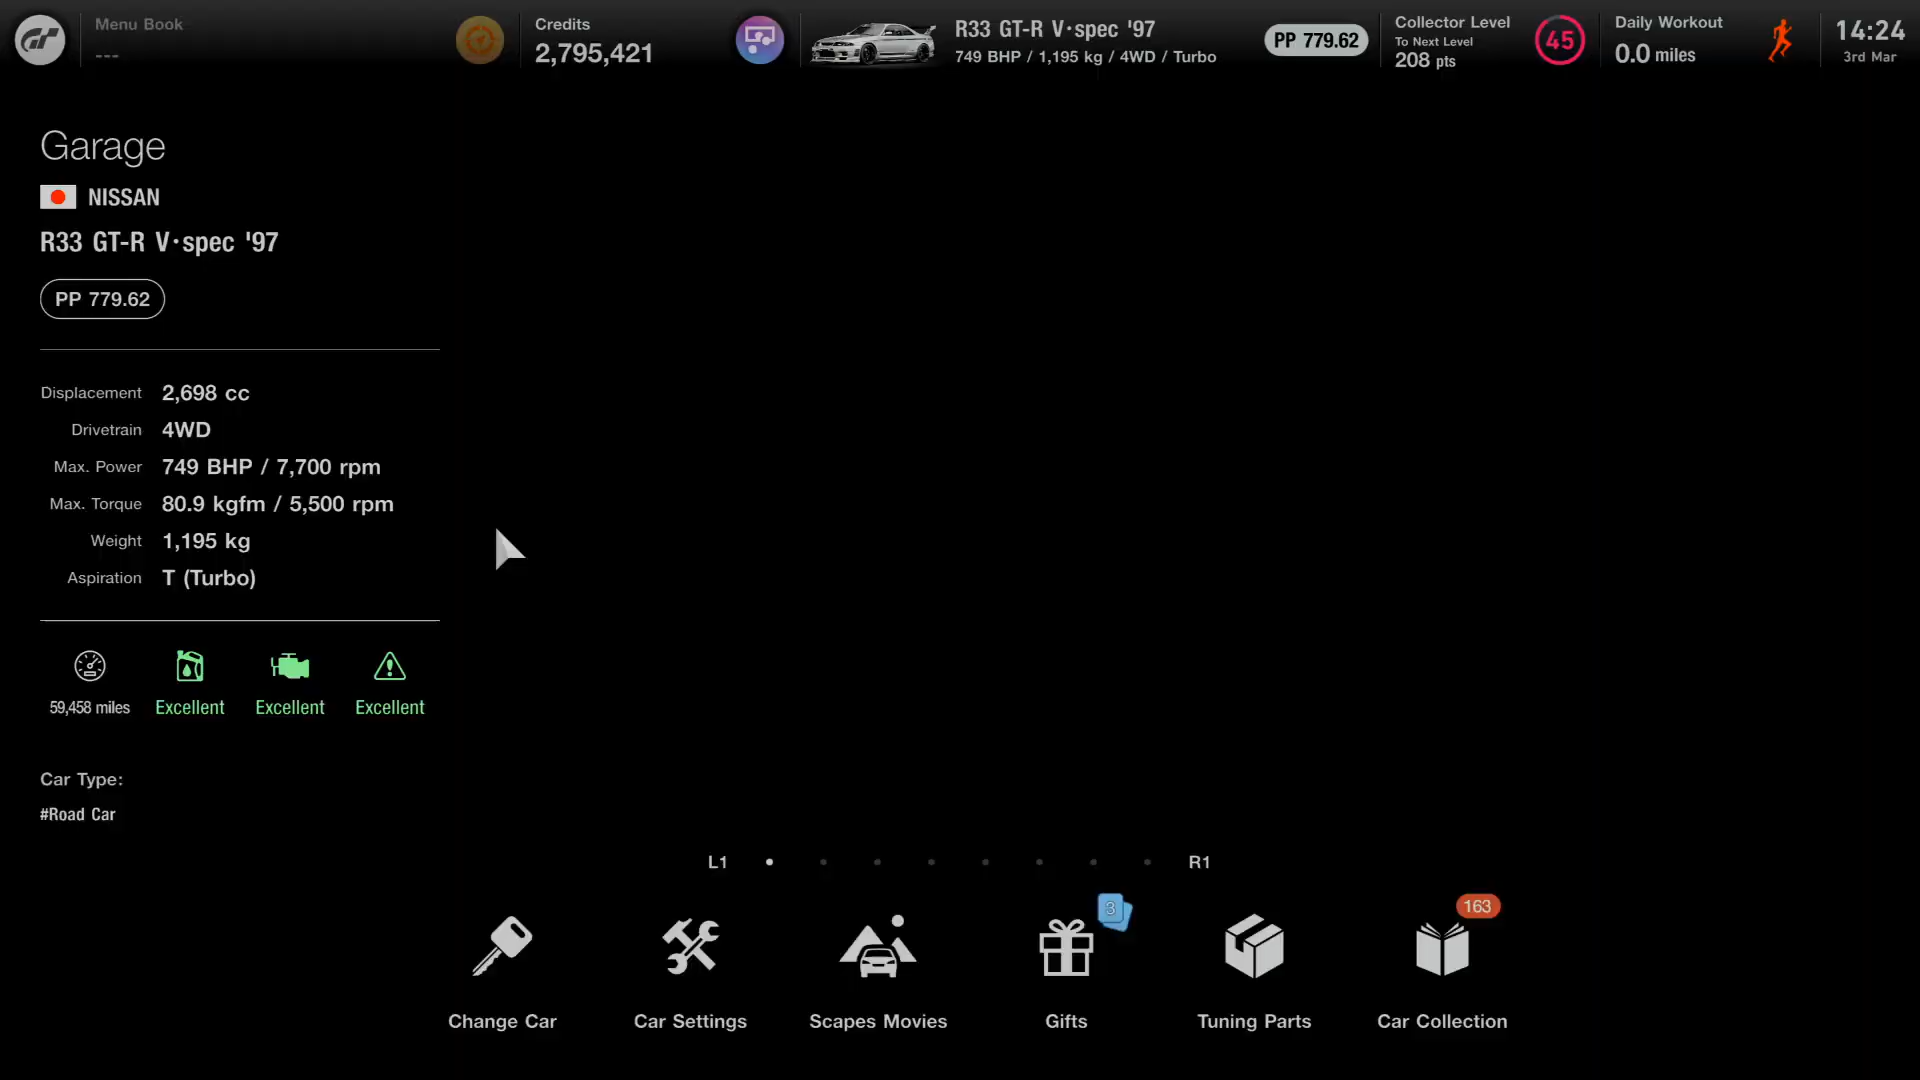 Menu Book
---
Credits
2,795,421
R33 GT-R V·spec '97
749 BHP / 1,195 kg / 4WD / Turbo
PP 779.62
Collector Level
To Next Level
208 pts
45
Daily Workout
0.0 miles
14:24
3rd Mar
Garage
NISSAN
R33 GT-R V·spec '97
PP 779.62
Displacement 2,698 cc
Drivetrain 4WD
Max. Power 749 BHP / 7,700 rpm
Max. Torque 80.9 kgfm / 5,500 rpm
Weight 1,195 kg
Aspiration T (Turbo)
59,458 miles Excellent Excellent Excellent
Car Type:
#Road Car
L1 R1
3
163
Change Car Car Settings Scapes Movies Gifts Tuning Parts Car Collection